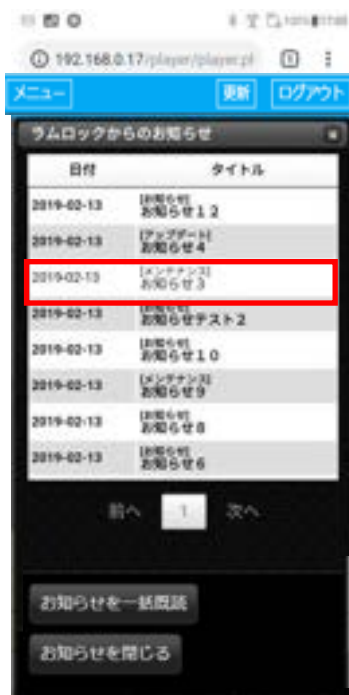 192.168.0.17/player/player.pl
メニュー
更新
ログアウト
ラムロックからのお知らせ
日付
タイトル
2019-02-13
[お知らせ]
お知らせ12
2019-02-13
[アップデート]
お知らせ4
2019-02-13
[メンテナンス]
お知らせ3
2019-02-13
[お知らせ]
お知らせテスト2
2019-02-13
[お知らせ]
お知らせ10
2019-02-13
[メンテナンス]
お知らせ9
2019-02-13
[お知らせ]
お知らせ8
2019-02-13
[お知らせ]
お知らせ6
前へ
1
次へ
お知らせを一括既読
お知らせを閉じる